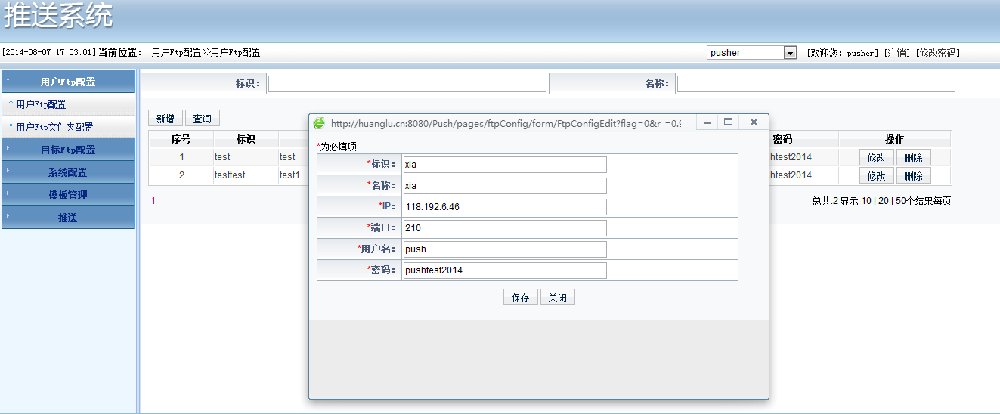 推送系统
[2014-08-07 17:03:01] 当前位置： 用户Ftp配置>>用户Ftp配置 pusher [欢迎您：pusher] [注销] [修改密码]
用户Ftp配置
用户Ftp配置
用户Ftp文件夹配置
目标Ftp配置
系统配置
模板管理
推送
标识： 名称：
新增 查询
序号 标识 密码 操作
1 test test htest2014 修改 删除
2 testtest test1 htest2014 修改 删除
1 总共:2 显示 10 | 20 | 50个结果每页
http://huanglu.cn:8080/Push/pages/ftpConfig/form/FtpConfigEdit?flag=0&r_=0.9
*为必填项
*标识： xia
*名称： xia
*IP： 118.192.6.46
*端口： 210
*用户名： push
*密码： pushtest2014
保存 关闭